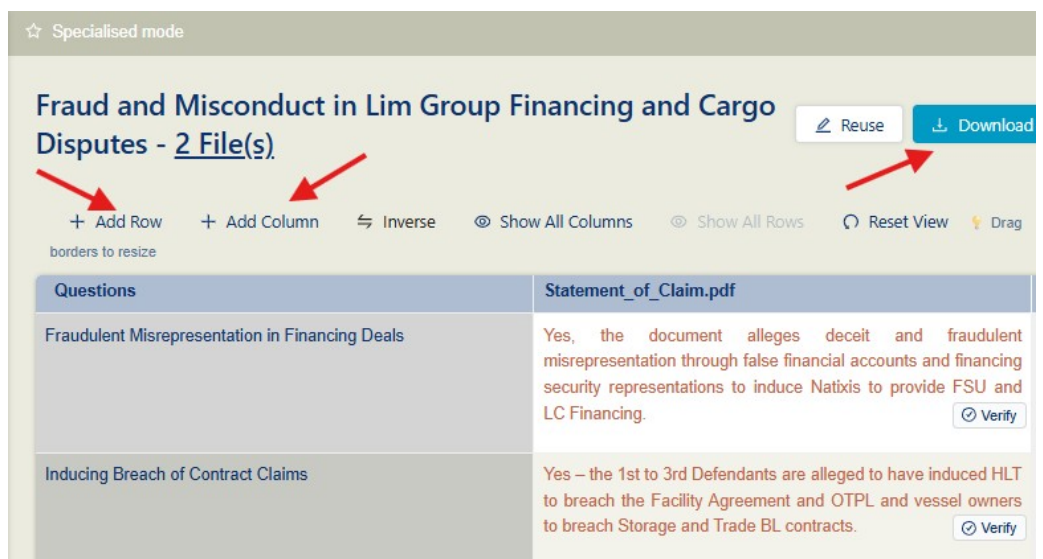 Specialised mode
Fraud and Misconduct in Lim Group Financing and Cargo
Disputes - 2 File(s)
Reuse
Download
+ Add Row
+ Add Column
Inverse
Show All Columns
Show All Rows
Reset View
Drag
borders to resize
Questions
Statement_of_Claim.pdf
Fraudulent Misrepresentation in Financing Deals
Yes, the document alleges deceit and fraudulent
misrepresentation through false financial accounts and financing
security representations to induce Natixis to provide FSU and
LC Financing.
Verify
Inducing Breach of Contract Claims
Yes – the 1st to 3rd Defendants are alleged to have induced HLT
to breach the Facility Agreement and OTPL and vessel owners
to breach Storage and Trade BL contracts.
Verify